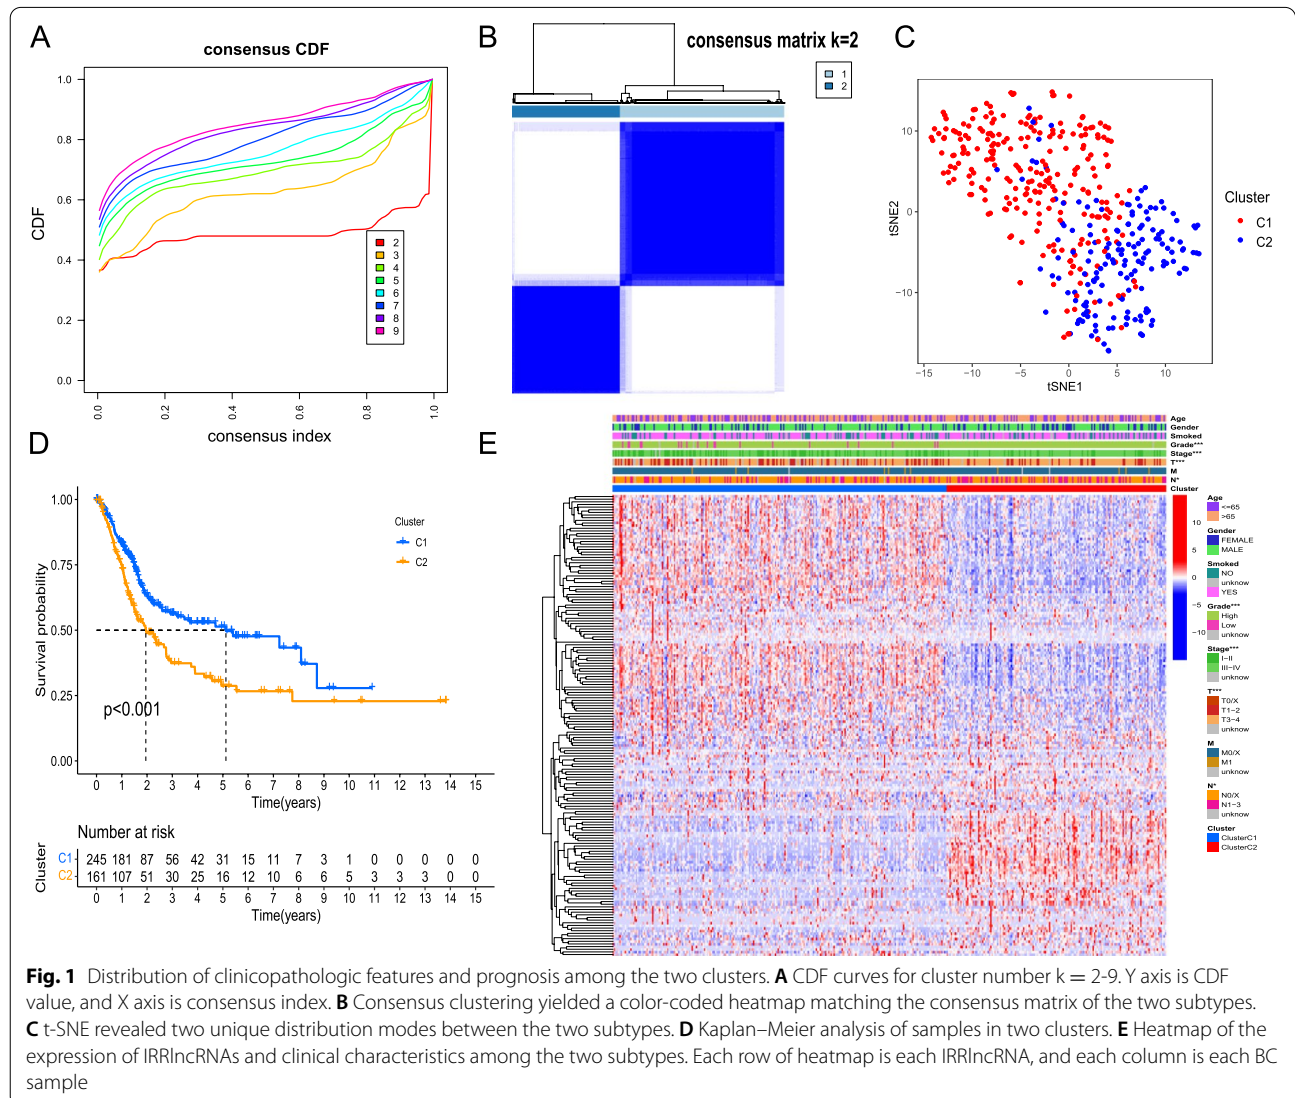 A
consensus CDF
CDF
1.0
0.8
0.6
0.4
0.2
0.0
0.0
0.2
0.4
0.6
0.8
1.0
consensus index
2
3
4
5
6
7
8
9
B
consensus matrix k=2
1
2
C
tSNE2
10
0
−10
−15
−10
−5
0
5
10
tSNE1
Cluster
C1
C2
D
Survival probability
1.00
0.75
0.50
0.25
0.00
Cluster
C1
C2
p<0.001
0 1 2 3 4 5 6 7 8 9 10 11 12 13 14 15
Time(years)
Number at risk
Cluster
C1 245 181 87 56 42 31 15 11 7 3 1 0 0 0 0 0
C2 161 107 51 30 25 16 12 10 6 6 5 3 3 3 0 0
0 1 2 3 4 5 6 7 8 9 10 11 12 13 14 15
Time(years)
E
Age
Gender
Smoked
Grade***
Stage***
T***
M
N*
Cluster
10
5
0
−5
−10
Age
<=65
>65
Gender
FEMALE
MALE
Smoked
NO
unknow
YES
Grade***
High
Low
unknow
Stage***
I−II
III−IV
unknow
T***
T0/X
T1−2
T3−4
unknow
M
M0/X
M1
unknow
N*
N0/X
N1−3
unknow
Cluster
ClusterC1
ClusterC2
Fig. 1 Distribution of clinicopathologic features and prognosis among the two clusters. A CDF curves for cluster number k = 2-9. Y axis is CDF
value, and X axis is consensus index. B Consensus clustering yielded a color-coded heatmap matching the consensus matrix of the two subtypes.
C t-SNE revealed two unique distribution modes between the two subtypes. D Kaplan–Meier analysis of samples in two clusters. E Heatmap of the
expression of IRRlncRNAs and clinical characteristics among the two subtypes. Each row of heatmap is each IRRlncRNA, and each column is each BC
sample